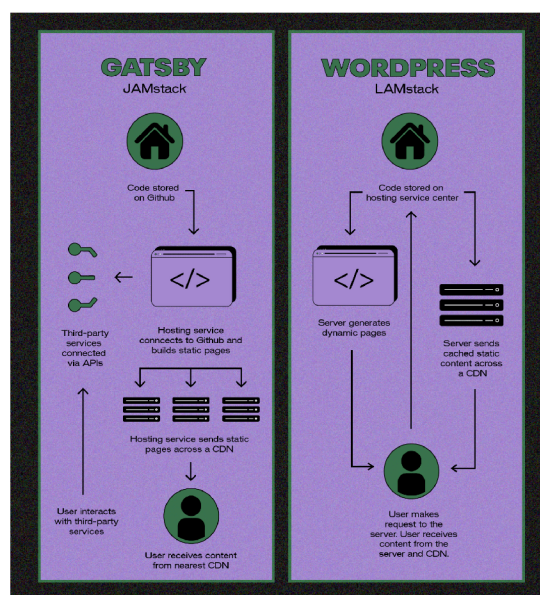 GATSBY
JAMstack
Code stored
on Github
</>
Hosting service
conncects to Github and
builds static pages
Third-party
services
connected
via APIs
Hosting service sends static
pages across a CDN
User interacts
with third-party
services
User receives content
from nearest CDN
WORDPRESS
LAMstack
Code stored on
hosting service center
</>
Server generates
dynamic pages
Server sends
cached static
content across
a CDN
User makes
request to the
server. User receives
content from the
server and CDN.